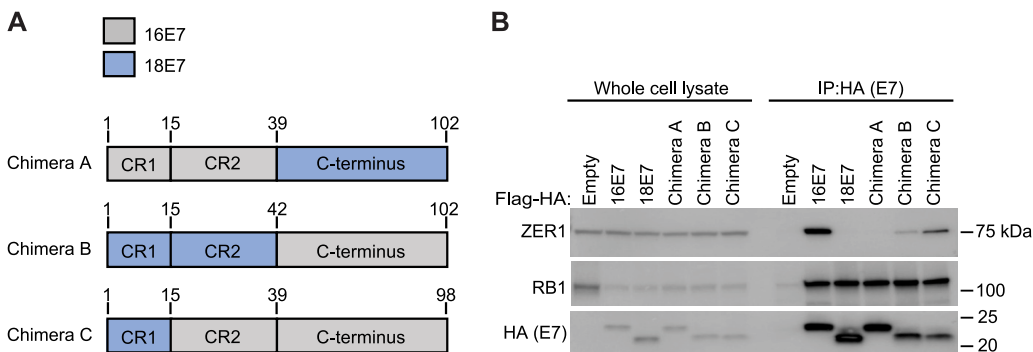 A
16E7
18E7
1 15 39 102
Chimera A CR1 CR2 C-terminus
1 15 42 102
Chimera B CR1 CR2 C-terminus
1 15 39 98
Chimera C CR1 CR2 C-terminus
B
Whole cell lysate IP:HA (E7)
Flag-HA: Empty 16E7 18E7 Chimera A Chimera B Chimera C Empty 16E7 18E7 Chimera A Chimera B Chimera C
ZER1 75 kDa
RB1 100
HA (E7) 25
20